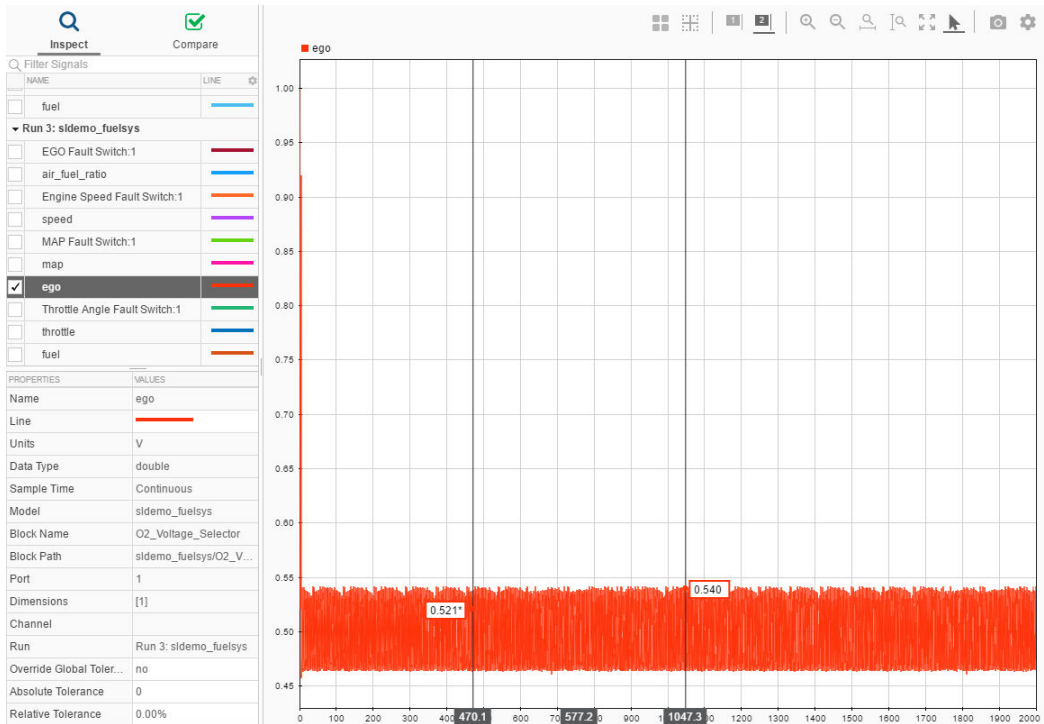 Inspect
Compare
Filter Signals
NAME LINE
fuel
Run 3: sldemo_fuelsys
EGO Fault Switch:1
air_fuel_ratio
Engine Speed Fault Switch:1
speed
MAP Fault Switch:1
map
ego
Throttle Angle Fault Switch:1
throttle
fuel
PROPERTIES VALUES
Name ego
Line
Units V
Data Type double
Sample Time Continuous
Model sldemo_fuelsys
Block Name O2_Voltage_Selector
Block Path sldemo_fuelsys/O2_V...
Port 1
Dimensions [1]
Channel
Run Run 3: sldemo_fuelsys
Override Global Toler... no
Absolute Tolerance 0
Relative Tolerance 0.00%
1 2
ego
1.00
0.95
0.90
0.85
0.80
0.75
0.70
0.65
0.60
0.55
0.50
0.45
0.521*
0.540
0 100 200 300 400 470.1 600 577.2 900 1047.3 1200 1300 1400 1500 1600 1700 1800 1900 2000